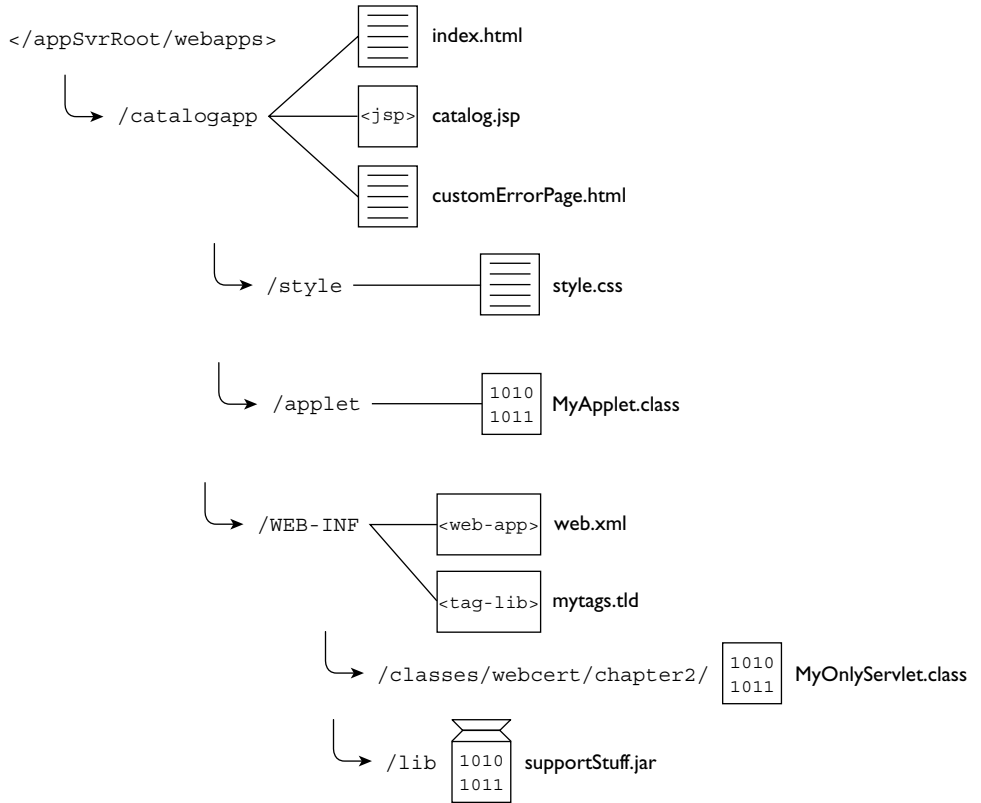 </appSvrRoot/webapps>
index.html
/catalogapp
<jsp>
catalog.jsp
customErrorPage.html
/style
style.css
/applet
1010
1011
MyApplet.class
/WEB-INF
<web-app>
web.xml
<tag-lib>
mytags.tld
/classes/webcert/chapter2/
1010
1011
MyOnlyServlet.class
/lib
1010
1011
supportStuff.jar